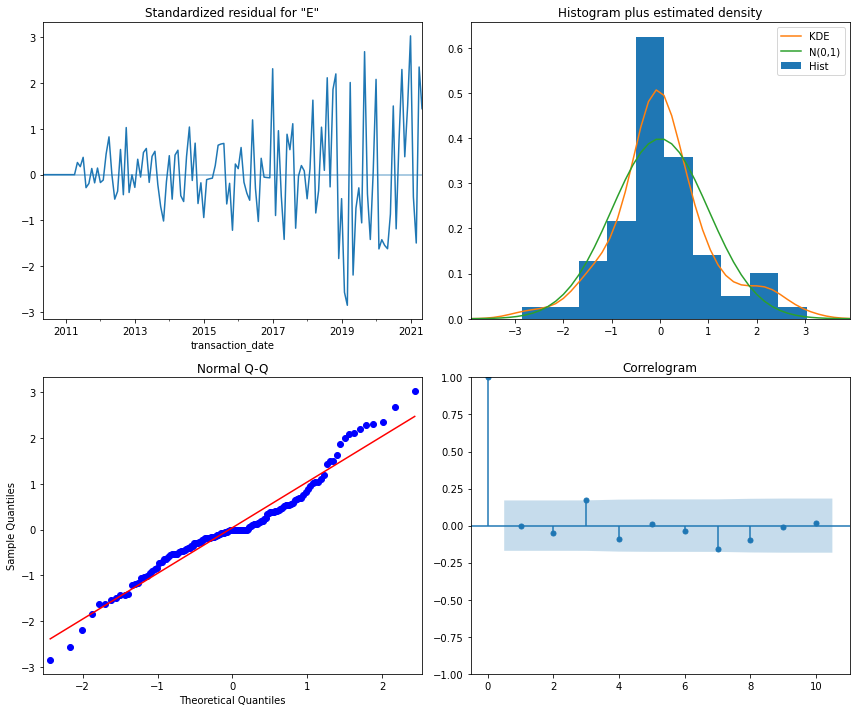 Standardized residual for "E"
3
2
1
0
−1
−2
−3
2011 2013 2015 2017 2019 2021
transaction_date
Histogram plus estimated density
KDE
N(0,1)
Hist
0.6
0.5
0.4
0.3
0.2
0.1
0.0
−3 −2 −1 0 1 2 3
Normal Q-Q
Sample Quantiles
3
2
1
0
−1
−2
−3
−2 −1 0 1 2
Theoretical Quantiles
Correlogram
1.00
0.75
0.50
0.25
0.00
−0.25
−0.50
−0.75
−1.00
0 2 4 6 8 10